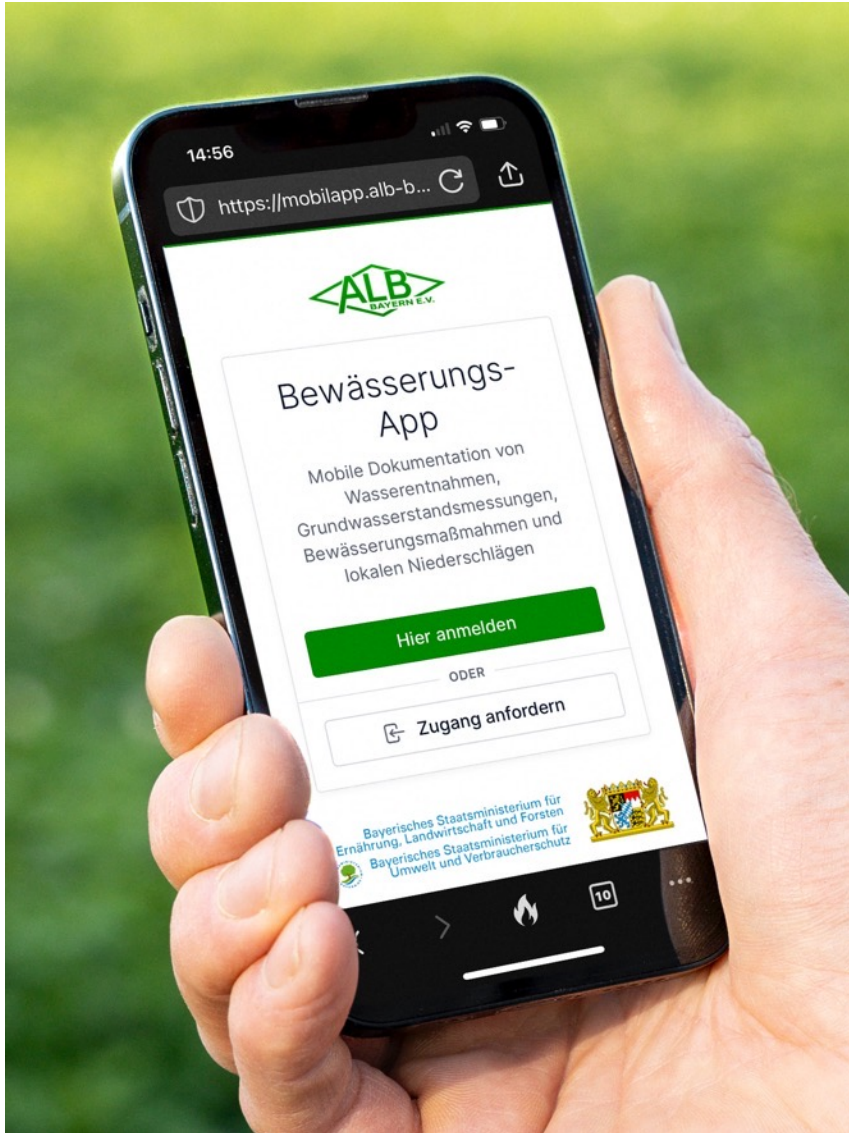 14:56
https://mobilapp.alb-b...
ALB
BAYERN E.V.
Bewässerungs-
App
Mobile Dokumentation von
Wasserentnahmen,
Grundwasserstandsmessungen,
Bewässerungsmaßmahmen und
lokalen Niederschlägen
Hier anmelden
ODER
Zugang anfordern
Bayerisches Staatsministerium für
Ernährung, Landwirtschaft und Forsten
Bayerisches Staatsministerium für
Umwelt und Verbraucherschutz
10